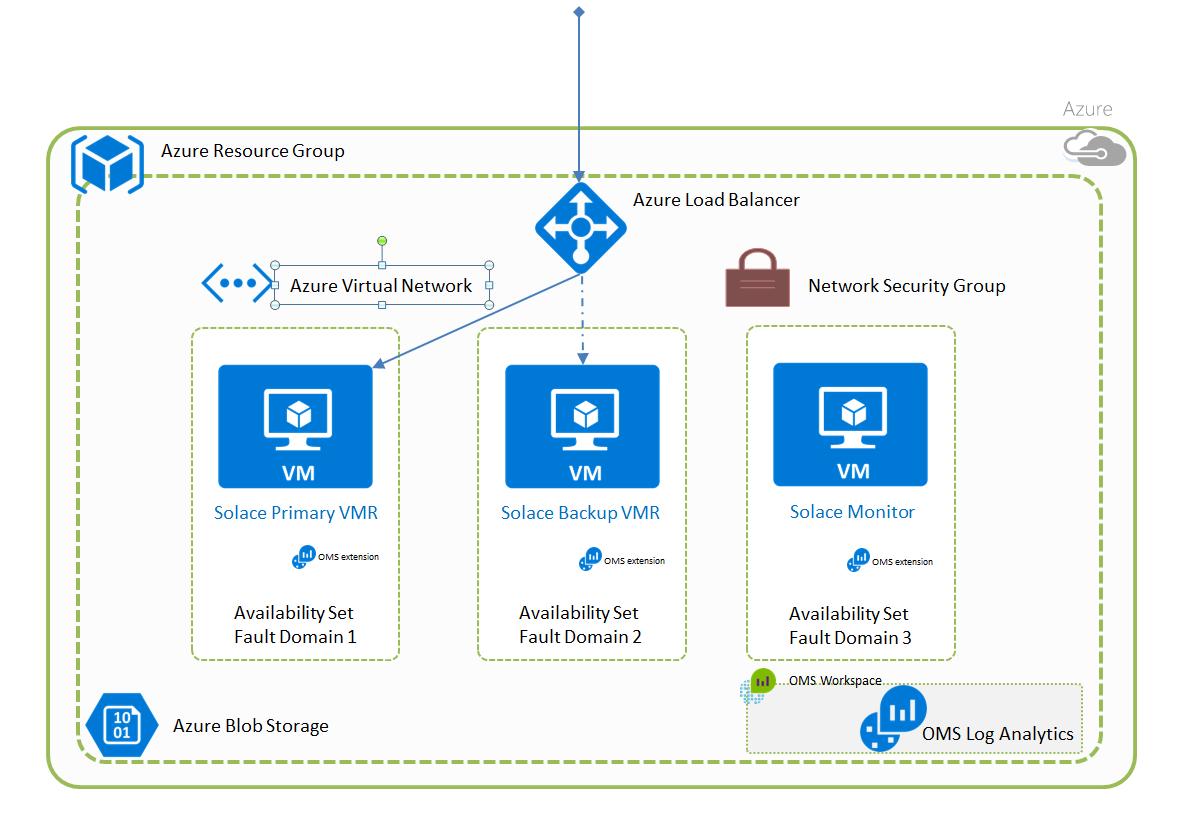 Azure
Azure Resource Group
Azure Load Balancer
Azure Virtual Network
Network Security Group
VM
Solace Primary VMR
OMS extension
Availability Set
Fault Domain 1
VM
Solace Backup VMR
OMS extension
Availability Set
Fault Domain 2
VM
Solace Monitor
OMS extension
Availability Set
Fault Domain 3
10
01
Azure Blob Storage
OMS Workspace
OMS Log Analytics